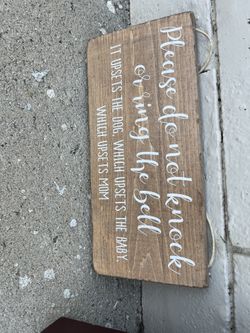 Please do not knock
or ring the bell
IT UPSETS THE DOG, WHICH UPSETS THE BABY,
WHICH UPSETS MOM